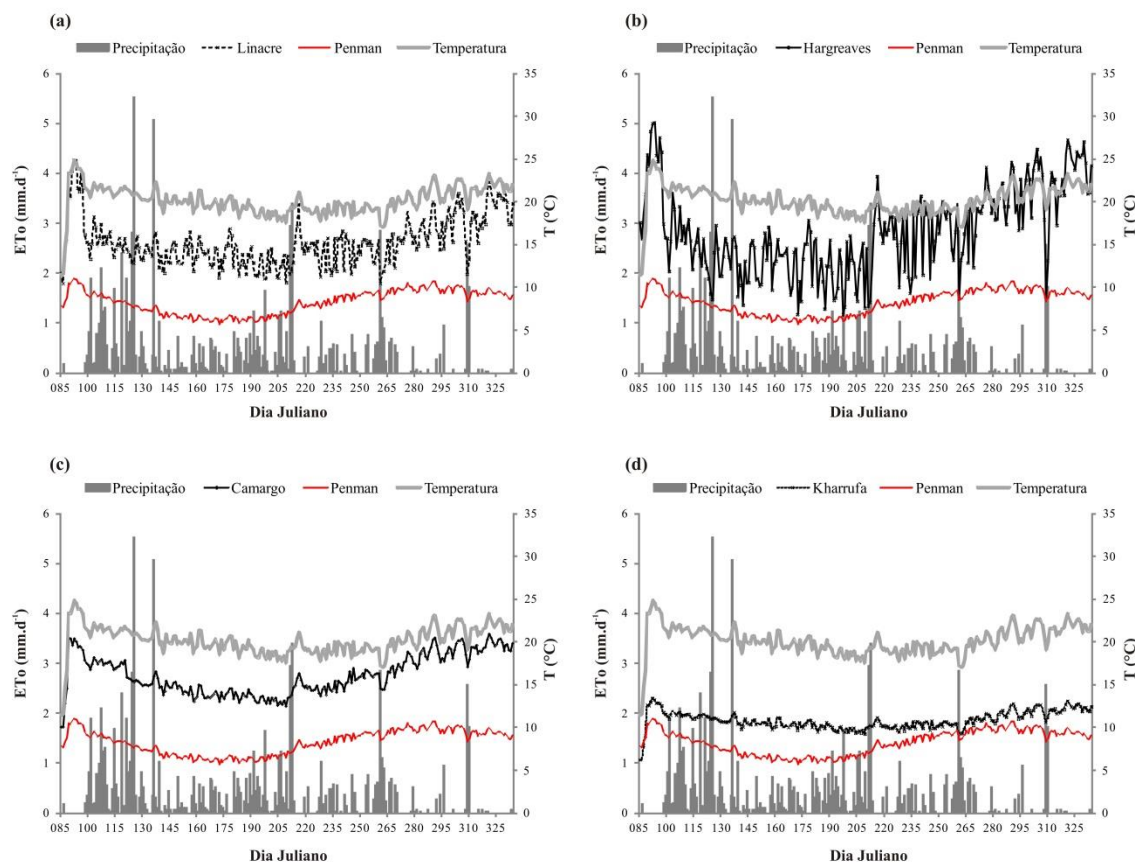 (a)
Precipitação Linacre Penman Temperatura
6 35
5 30
4 25
3 20
2 15
1 10
0 5
0
ETo (mm.d⁻¹)
T (°C)
085 100 115 130 145 160 175 190 205 220 235 250 265 280 295 310 325
Dia Juliano
(b)
Precipitação Hargreaves Penman Temperatura
6 35
5 30
4 25
3 20
2 15
1 10
0 5
0
ETo (mm.d⁻¹)
T (°C)
085 100 115 130 145 160 175 190 205 220 235 250 265 280 295 310 325
Dia Juliano
(c)
Precipitação Camargo Penman Temperatura
6 35
5 30
4 25
3 20
2 15
1 10
0 5
0
ETo (mm.d⁻¹)
T (°C)
085 100 115 130 145 160 175 190 205 220 235 250 265 280 295 310 325
Dia Juliano
(d)
Precipitação Kharrufa Penman Temperatura
6 35
5 30
4 25
3 20
2 15
1 10
0 5
0
ETo (mm.d⁻¹)
T (°C)
085 100 115 130 145 160 175 190 205 220 235 250 265 280 295 310 325
Dia Juliano